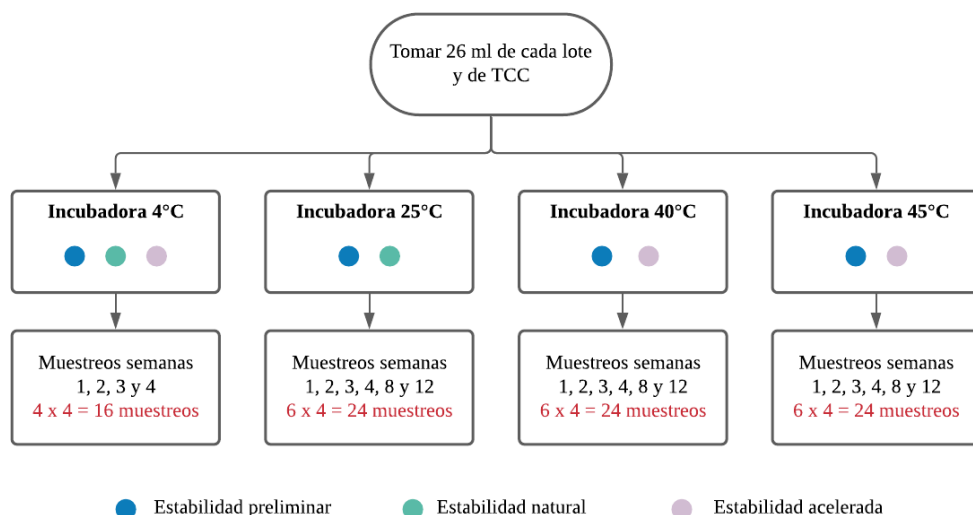 Tomar 26 ml de cada lote
y de TCC
Incubadora 4°C
Incubadora 25°C
Incubadora 40°C
Incubadora 45°C
Muestreos semanas
1, 2, 3 y 4
4 x 4 = 16 muestreos
Muestreos semanas
1, 2, 3, 4, 8 y 12
6 x 4 = 24 muestreos
Muestreos semanas
1, 2, 3, 4, 8 y 12
6 x 4 = 24 muestreos
Muestreos semanas
1, 2, 3, 4, 8 y 12
6 x 4 = 24 muestreos
Estabilidad preliminar
Estabilidad natural
Estabilidad acelerada